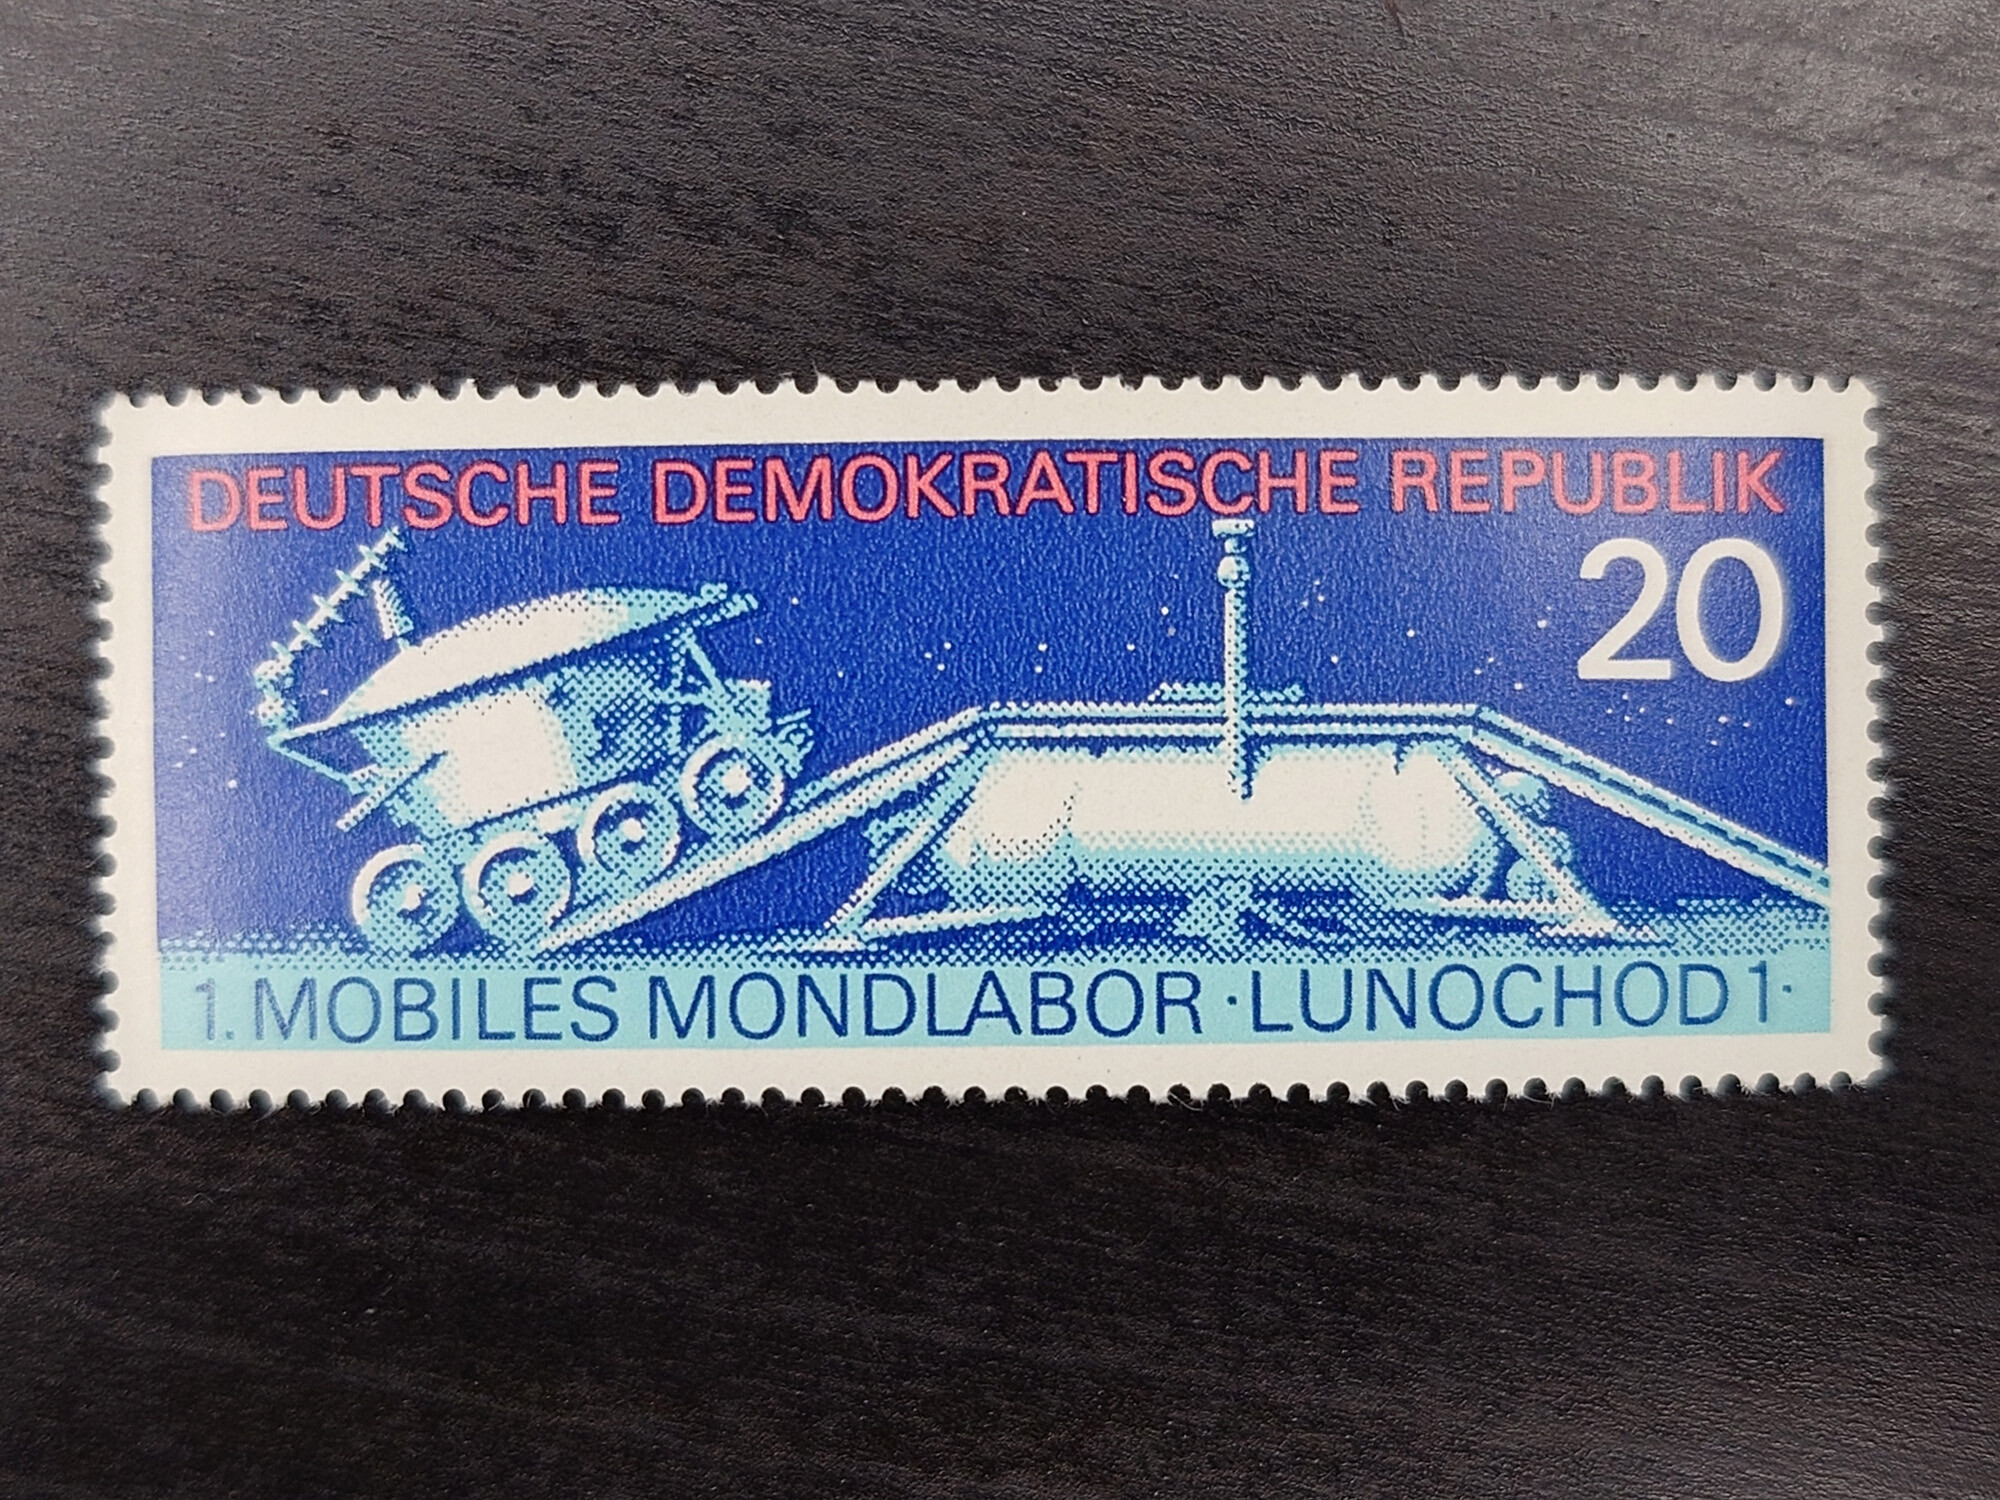 DEUTSCHE DEMOKRATISCHE REPUBLIK
20
1. MOBILES MONDLABOR · LUNOCHOD 1 ·